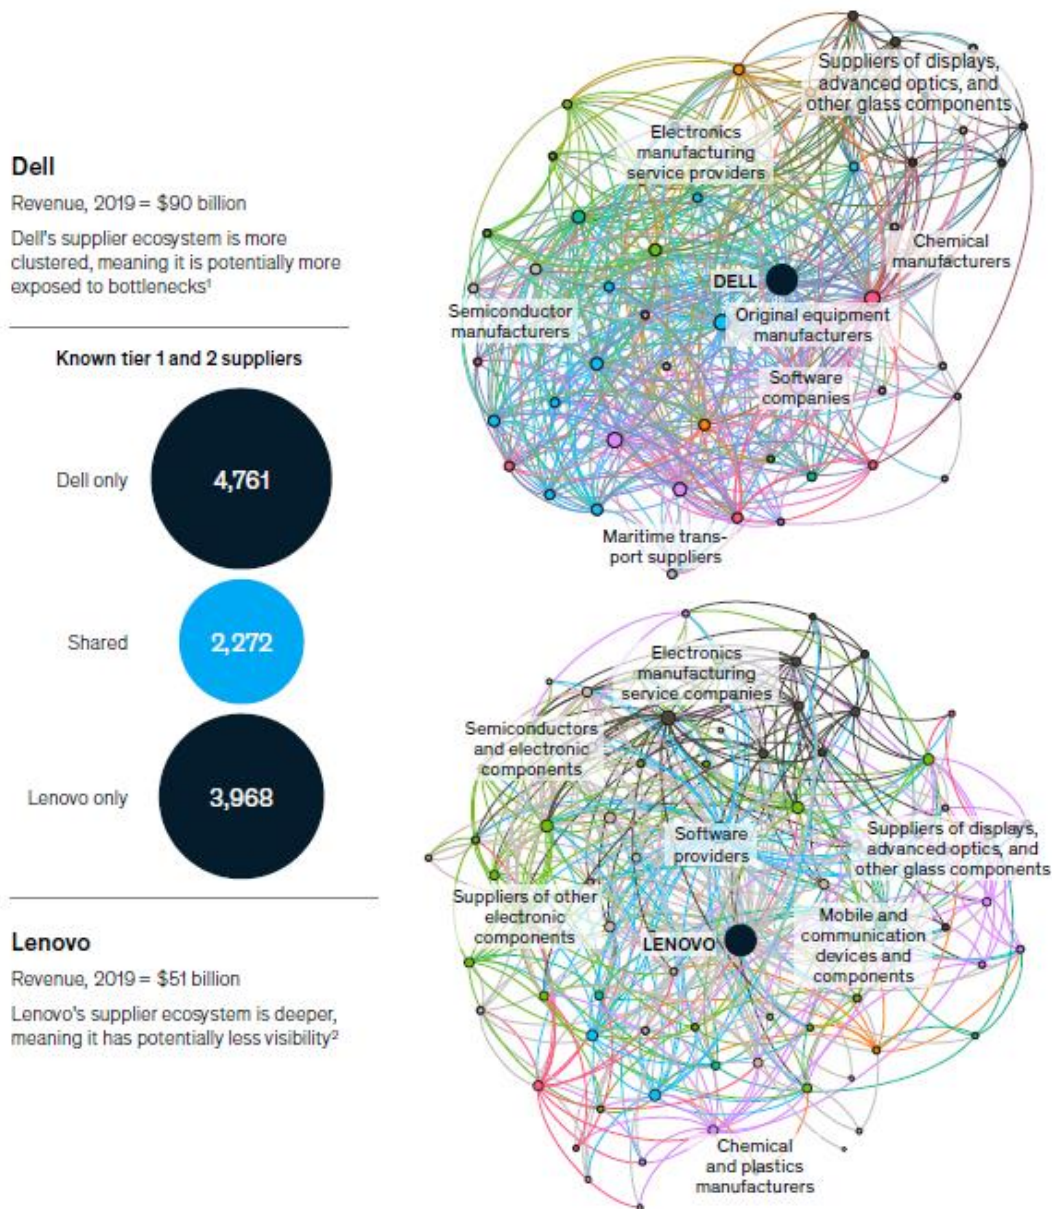 Dell
Revenue, 2019 = $90 billion
Dell's supplier ecosystem is more
clustered, meaning it is potentially more
exposed to bottlenecks¹
Known tier 1 and 2 suppliers
Dell only
4,761
Shared
2,272
Lenovo only
3,968
Lenovo
Revenue, 2019 = $51 billion
Lenovo's supplier ecosystem is deeper,
meaning it has potentially less visibility²
Suppliers of displays,
advanced optics, and
other glass components
Electronics
manufacturing
service providers
Chemical
manufacturers
DELL
Semiconductor
manufacturers
Original equipment
manufacturers
Software
companies
Maritime trans-
port suppliers
Electronics
manufacturing
service companies
Semiconductors
and electronic
components
Software
providers
Suppliers of displays,
advanced optics, and
other glass components
Suppliers of other
electronic
components
LENOVO
Mobile and
communication
devices and
components
Chemical
and plastics
manufacturers